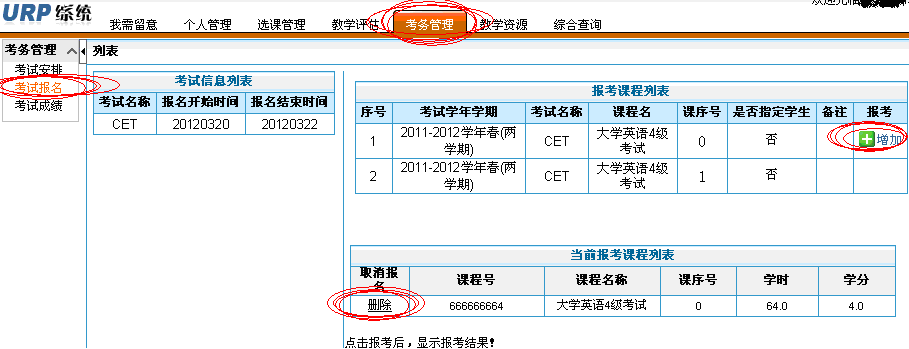 URP 综统
我需留意 个人管理 选课管理 教学评估 考务管理 教学资源 综合查询
考务管理
考试安排
考试报名
考试成绩
列表
考试信息列表
考试名称 报名开始时间 报名结束时间
CET 20120320 20120322
报考课程列表
序号 考试学年学期 考试名称 课程名 课序号 是否指定学生 备注 报考
1 2011-2012学年春(两学期) CET 大学英语4级考试 0 否 增加
2 2011-2012学年春(两学期) CET 大学英语4级考试 1 否
当前报考课程列表
取消报名 课程号 课程名称 课序号 学时 学分
删除 666666664 大学英语4级考试 0 64.0 4.0
点击报考后，显示报考结果！